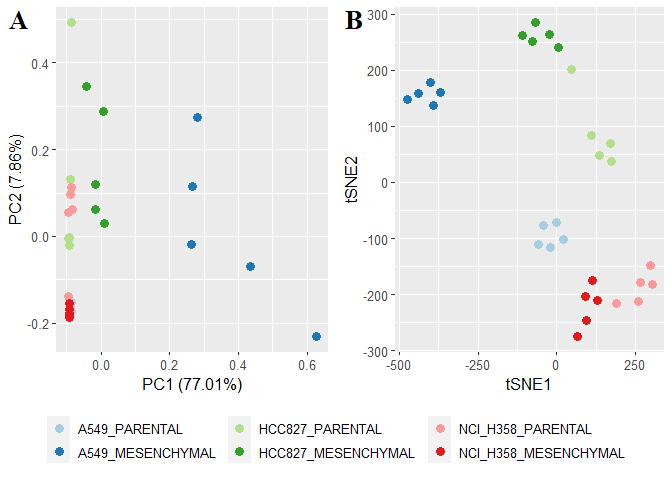 A
B
0.4
0.2
0.0
-0.2
PC2 (7.86%)
0.0
0.2
0.4
0.6
PC1 (77.01%)
300
200
100
0
-100
-200
-300
tSNE2
-500
-250
0
250
tSNE1
A549_PARENTAL
HCC827_PARENTAL
NCI_H358_PARENTAL
A549_MESENCHYMAL
HCC827_MESENCHYMAL
NCI_H358_MESENCHYMAL